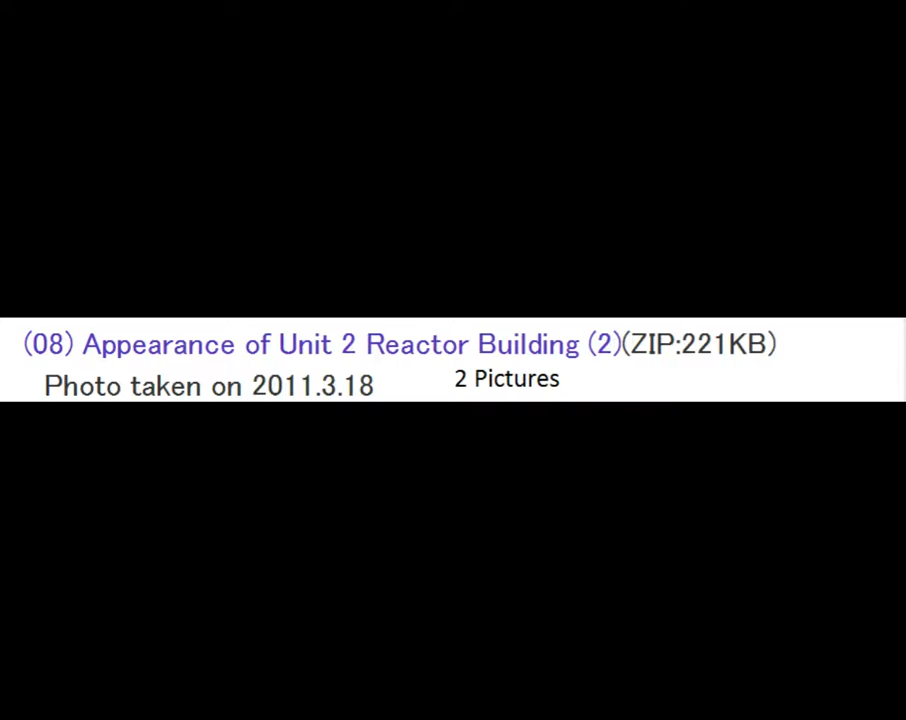 (08) Appearance of Unit 2 Reactor Building (2)(ZIP:221KB)
Photo taken on 2011.3.18 2 Pictures